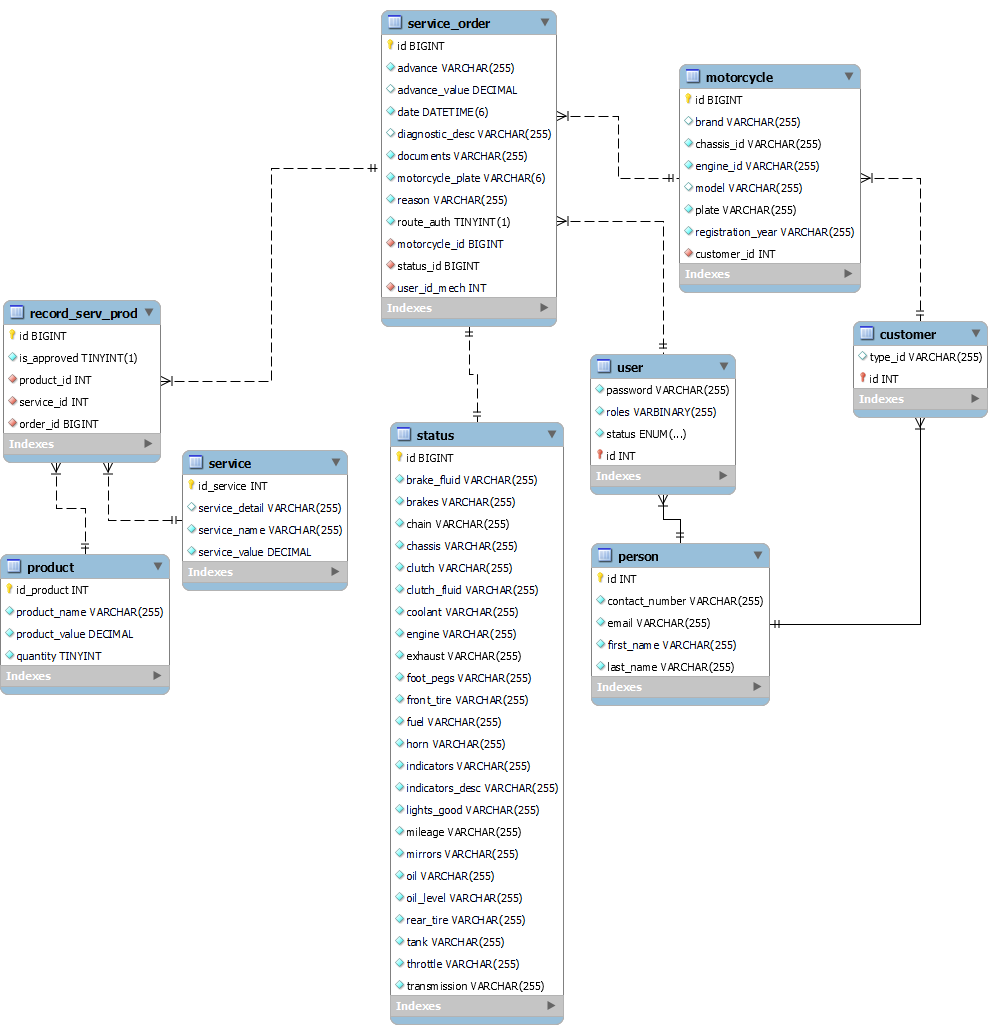 service_order
id BIGINT
advance VARCHAR(255)
advance_value DECIMAL
date DATETIME(6)
diagnostic_desc VARCHAR(255)
documents VARCHAR(255)
motorcycle_plate VARCHAR(6)
reason VARCHAR(255)
route_auth TINYINT(1)
motorcycle_id BIGINT
status_id BIGINT
user_id_mech INT
Indexes
motorcycle
id BIGINT
brand VARCHAR(255)
chassis_id VARCHAR(255)
engine_id VARCHAR(255)
model VARCHAR(255)
plate VARCHAR(255)
registration_year VARCHAR(255)
customer_id INT
Indexes
record_serv_prod
id BIGINT
is_approved TINYINT(1)
product_id INT
service_id INT
order_id BIGINT
Indexes
customer
type_id VARCHAR(255)
id INT
Indexes
user
password VARCHAR(255)
roles VARBINARY(255)
status ENUM(...)
id INT
Indexes
service
id_service INT
service_detail VARCHAR(255)
service_name VARCHAR(255)
service_value DECIMAL
Indexes
status
id BIGINT
brake_fluid VARCHAR(255)
brakes VARCHAR(255)
chain VARCHAR(255)
chassis VARCHAR(255)
clutch VARCHAR(255)
clutch_fluid VARCHAR(255)
coolant VARCHAR(255)
engine VARCHAR(255)
exhaust VARCHAR(255)
foot_pegs VARCHAR(255)
front_tire VARCHAR(255)
fuel VARCHAR(255)
horn VARCHAR(255)
indicators VARCHAR(255)
indicators_desc VARCHAR(255)
lights_good VARCHAR(255)
mileage VARCHAR(255)
mirrors VARCHAR(255)
oil VARCHAR(255)
oil_level VARCHAR(255)
rear_tire VARCHAR(255)
tank VARCHAR(255)
throttle VARCHAR(255)
transmission VARCHAR(255)
Indexes
product
id_product INT
product_name VARCHAR(255)
product_value DECIMAL
quantity TINYINT
Indexes
person
id INT
contact_number VARCHAR(255)
email VARCHAR(255)
first_name VARCHAR(255)
last_name VARCHAR(255)
Indexes